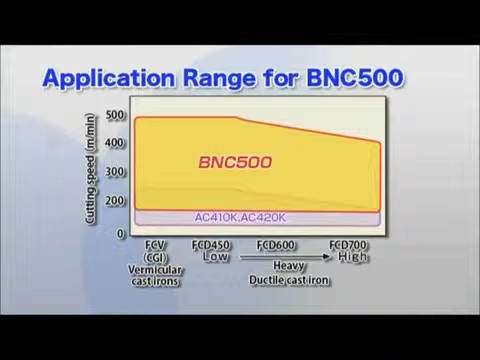 Application Range for BNC500
Cutting speed (m/min)
500
400
300
200
0
BNC500
AC410K,AC420K
FCV
(CGI)
Vermicular
cast irons
FCD450
Low
FCD600
Heavy
Ductile cast iron
FCD700
High